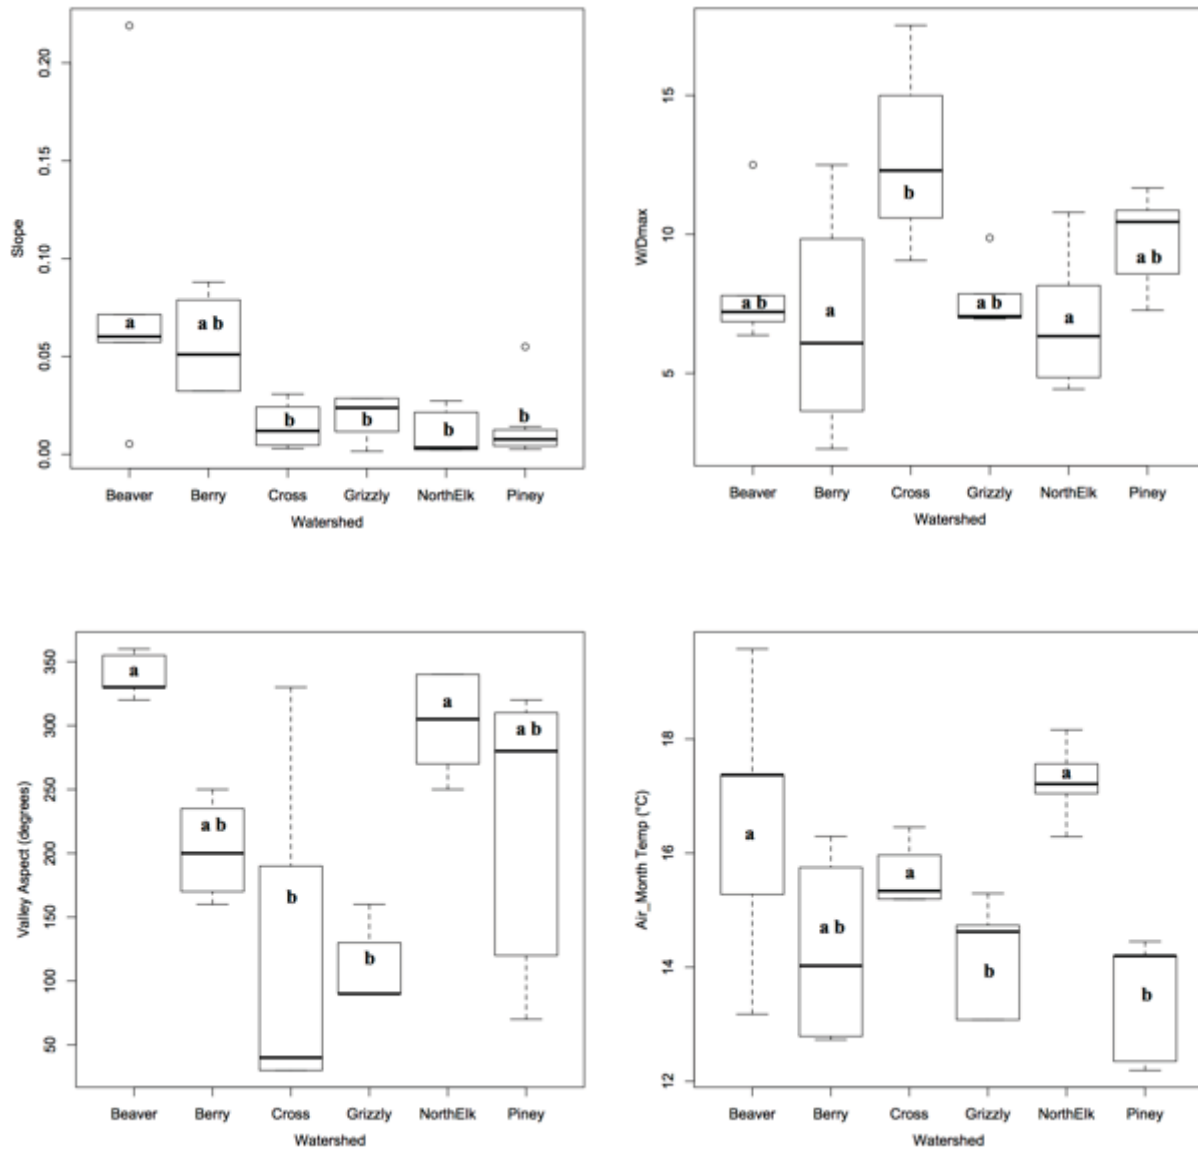 0.20
0.15
0.10
0.05
0.00
Slope
a
a b
b
b
b
b
Beaver Berry Cross Grizzly NorthElk Piney
Watershed
15
10
5
W/Dmax
a b
a
b
a b
a
a b
Beaver Berry Cross Grizzly NorthElk Piney
Watershed
350
300
250
200
150
100
50
Valley Aspect (degrees)
a
a b
b
b
a
a b
Beaver Berry Cross Grizzly NorthElk Piney
Watershed
18
16
14
12
Air_Month Temp (°C)
a
a b
a
b
a
b
Beaver Berry Cross Grizzly NorthElk Piney
Watershed